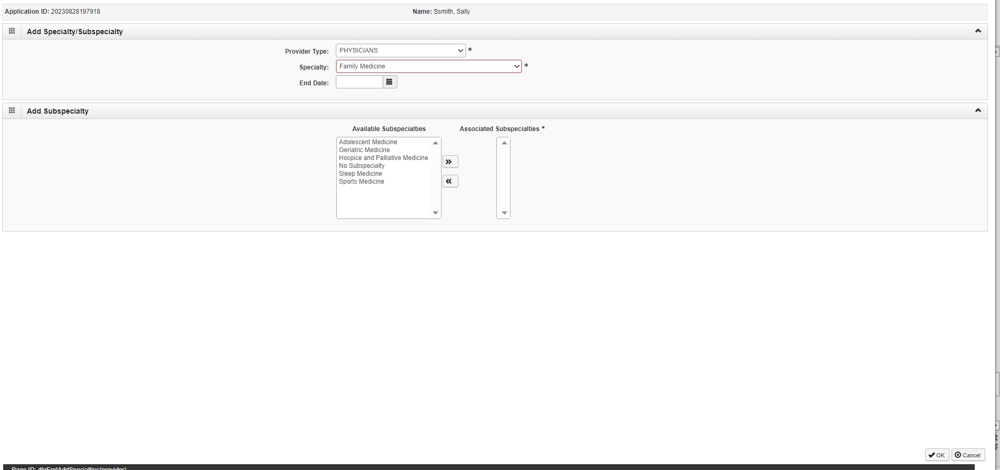 Application ID: 20230828197918 Name: Ssmith, Sally
Add Specialty/Subspecialty
Provider Type: PHYSICIANS *
Specialty: Family Medicine *
End Date:
Add Subspecialty
Available Subspecialties Associated Subspecialties *
Adolescent Medicine
Geriatric Medicine
Hospice and Palliative Medicine
No Subspecialty
Sleep Medicine
Sports Medicine
OK Cancel
Page ID: dlgEnrlAddSpecialties(provider)